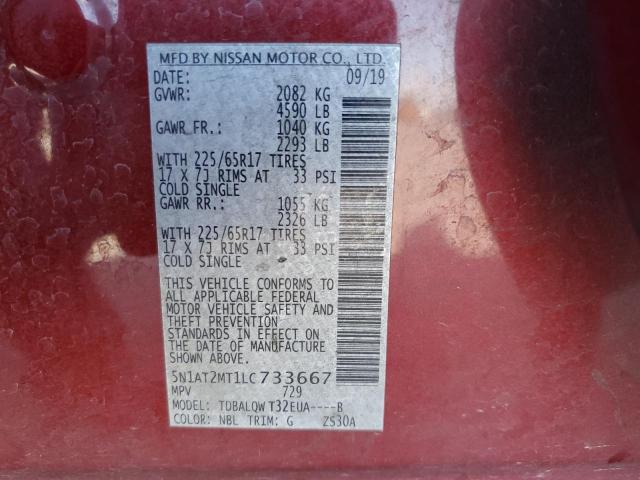 MFD BY NISSAN MOTOR CO., LTD.
DATE: 09/19
GVWR: 2082 KG
4590 LB
GAWR FR.: 1040 KG
2293 LB
WITH 225/65R17 TIRES
17 X 7J RIMS AT 33 PSI
COLD SINGLE
GAWR RR.: 1055 KG
2326 LB
WITH 225/65R17 TIRES
17 X 7J RIMS AT 33 PSI
COLD SINGLE
THIS VEHICLE CONFORMS TO
ALL APPLICABLE FEDERAL
MOTOR VEHICLE SAFETY AND
THEFT PREVENTION
STANDARDS IN EFFECT ON
THE DATE OF MANUFACTURE
SHOWN ABOVE.
5N1AT2MT1LC733667
MPV 729
MODEL: TDBALQW T32EUA----B
COLOR: NBL TRIM: G ZS30A